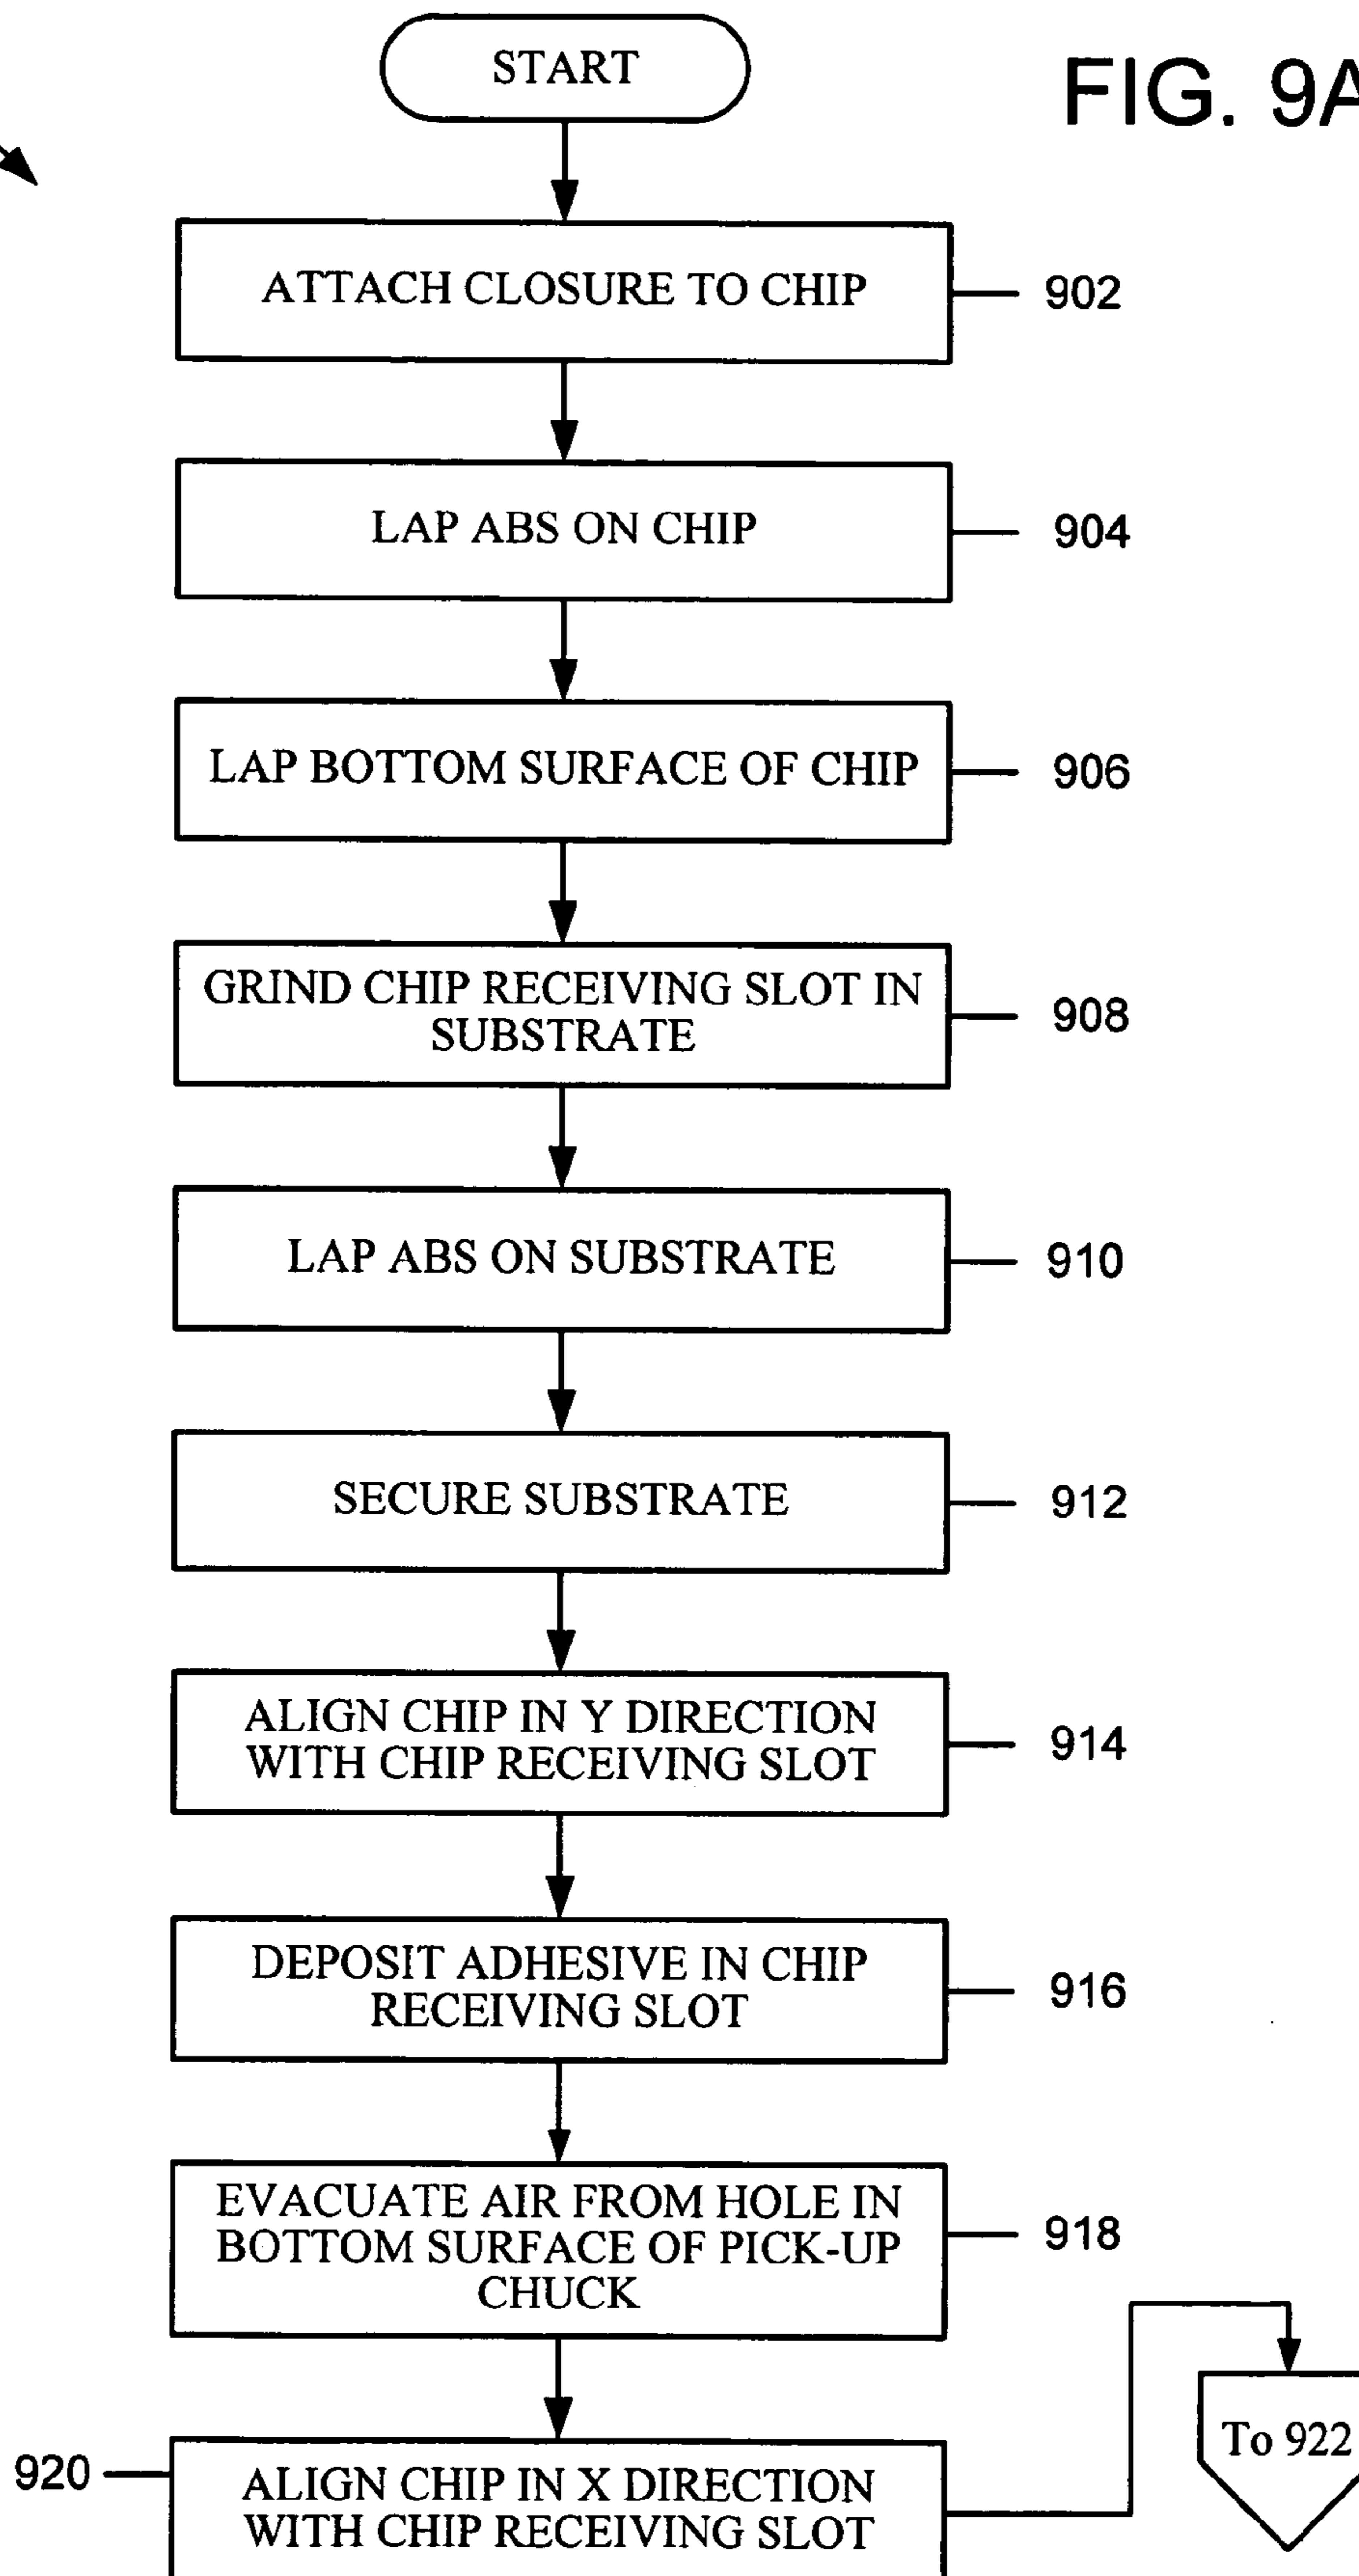 START
FIG. 9A
ATTACH CLOSURE TO CHIP
902
LAP ABS ON CHIP
904
LAP BOTTOM SURFACE OF CHIP
906
GRIND CHIP RECEIVING SLOT IN
SUBSTRATE
908
LAP ABS ON SUBSTRATE
910
SECURE SUBSTRATE
912
ALIGN CHIP IN Y DIRECTION
WITH CHIP RECEIVING SLOT
914
DEPOSIT ADHESIVE IN CHIP
RECEIVING SLOT
916
EVACUATE AIR FROM HOLE IN
BOTTOM SURFACE OF PICK-UP
CHUCK
918
920
ALIGN CHIP IN X DIRECTION
WITH CHIP RECEIVING SLOT
To 922